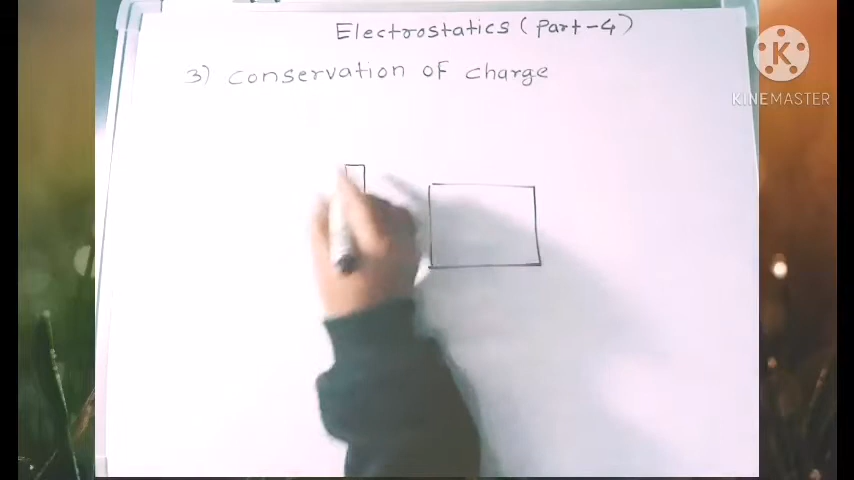 Electrostatics (Part-4)
3) Conservation of charge
K
KINEMASTER